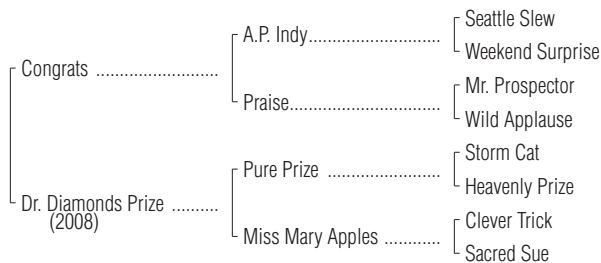 Seattle Slew
A.P. Indy..............................
Weekend Surprise
Congrats ..........................
Mr. Prospector
Praise......................................
Wild Applause
Storm Cat
Pure Prize ........................
Heavenly Prize
Dr. Diamonds Prize ..........
(2008)
Clever Trick
Miss Mary Apples ............
Sacred Sue